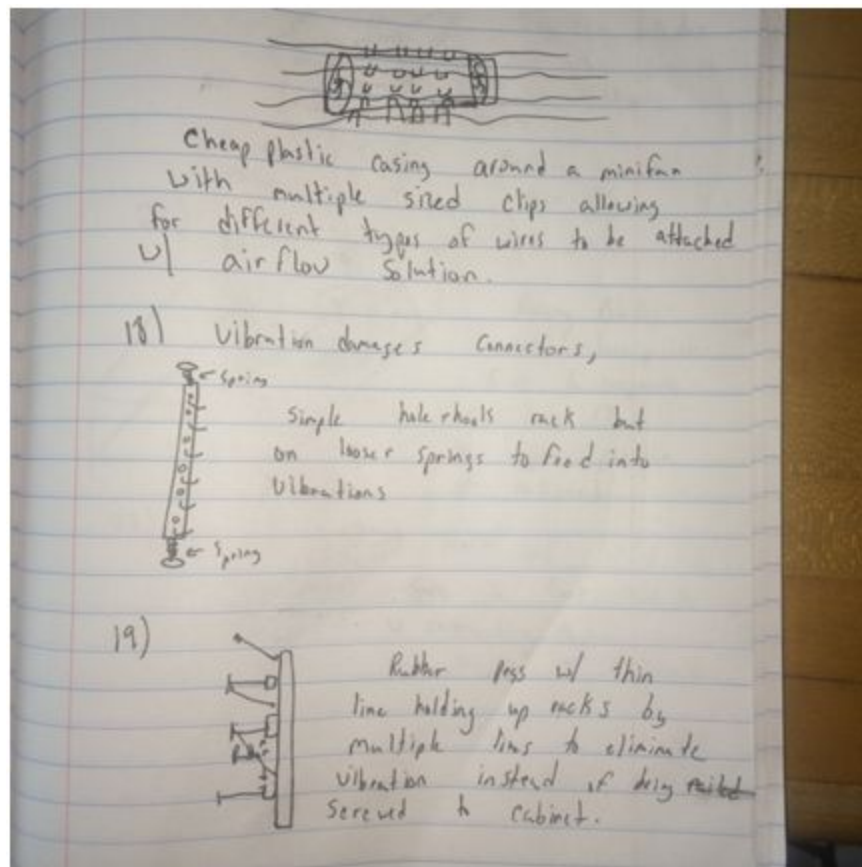 Cheap plastic casing around a minifan
with multiple sized clips allowing
for different types of wires to be attached
w/ airflow solution.
18) Vibration damages connectors,
← Spring
Simple hole rack but
on looser springs to feed into
vibrations
← Spring
19)
Rubber pegs w/ thin
line holding up racks by
multiple lines to eliminate
vibration instead of being
screwed to cabinet.